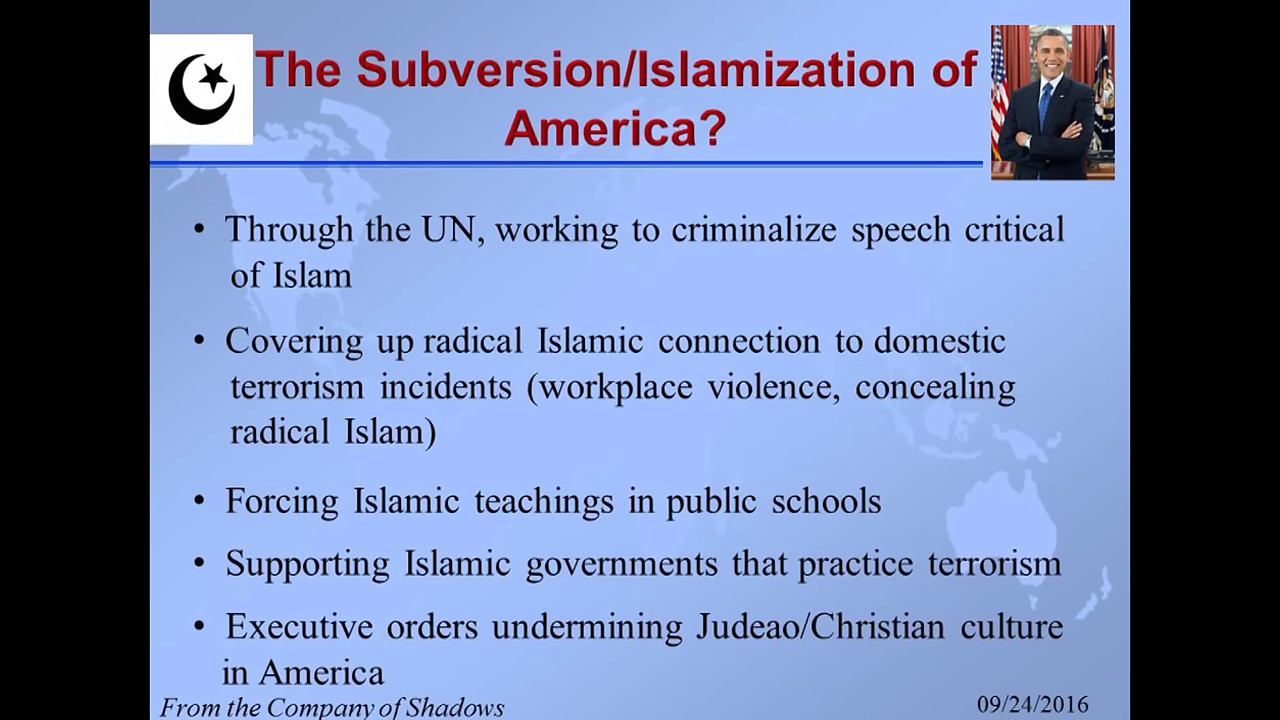 The Subversion/Islamization of
America?
• Through the UN, working to criminalize speech critical
of Islam
• Covering up radical Islamic connection to domestic
terrorism incidents (workplace violence, concealing
radical Islam)
• Forcing Islamic teachings in public schools
• Supporting Islamic governments that practice terrorism
• Executive orders undermining Judeao/Christian culture
in America
From the Company of Shadows
09/24/2016